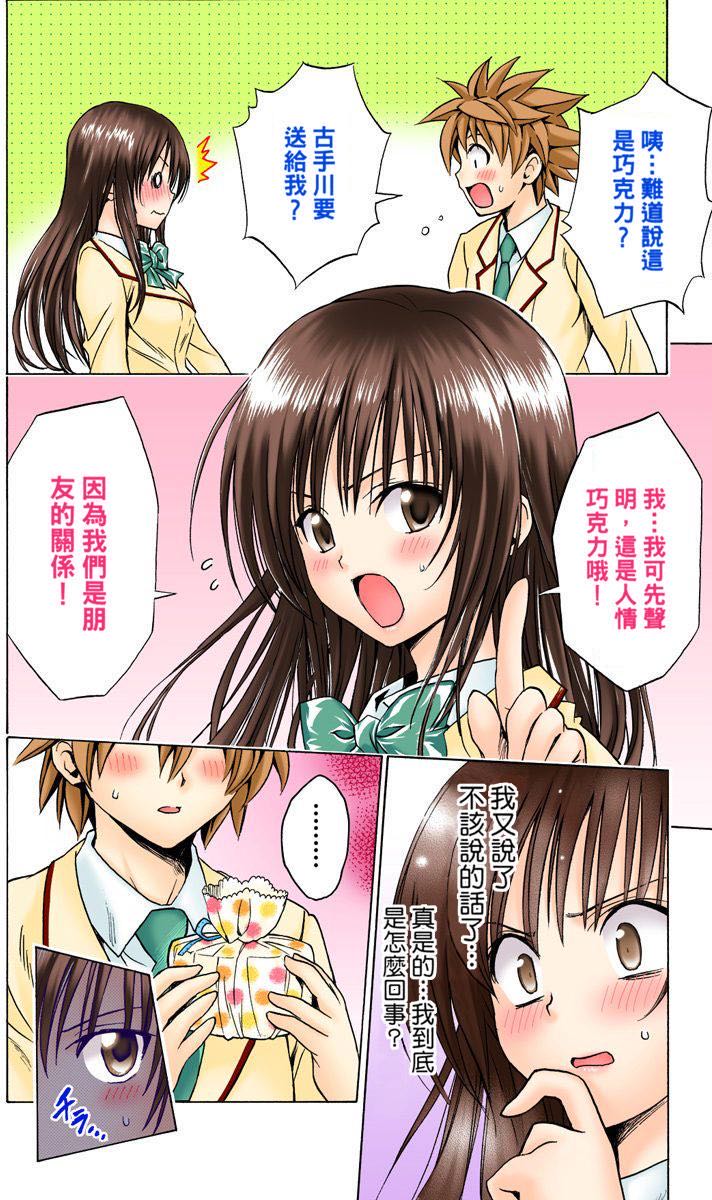 咦…難道說這
是巧克力？
古手川要
送給我？
我…我可先聲
明，這是人情
巧克力哦！
因為我們是朋
友的關係！
我又說了
不該說的話了…
真是的…我到底
是怎麼回事？
………
チラ…